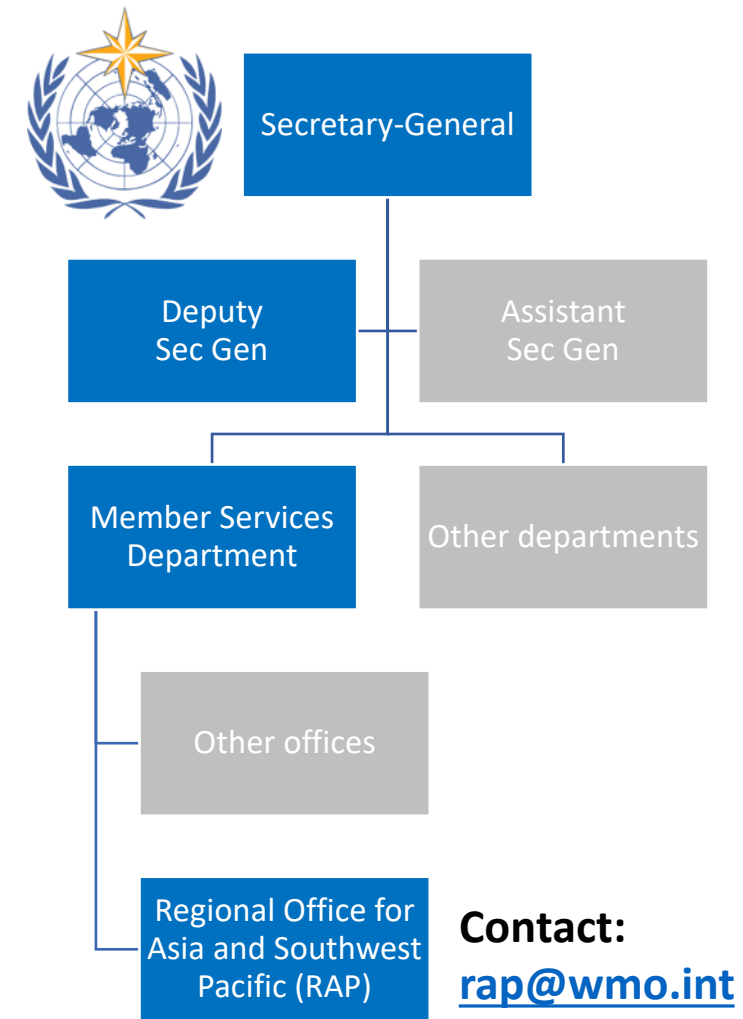 Secretary-General
Deputy
Sec Gen
Assistant
Sec Gen
Member Services
Department
Other departments
Other offices
Regional Office for
Asia and Southwest
Pacific (RAP)
Contact:
rap@wmo.int